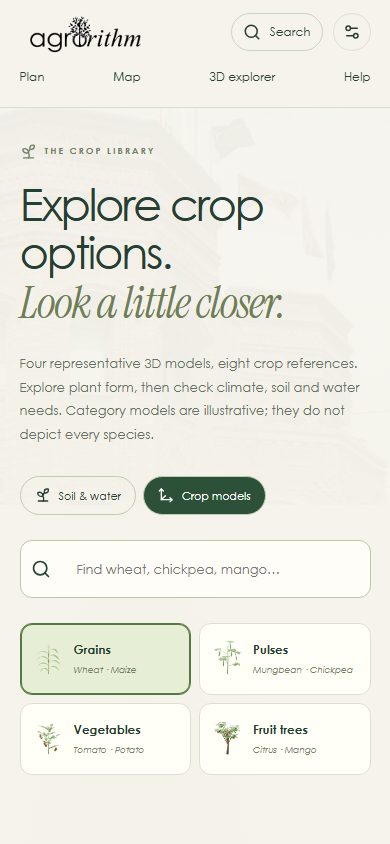 agrorithm
Search
Plan
Map
3D explorer
Help
THE CROP LIBRARY
Explore crop
options.
Look a little closer.
Four representative 3D models, eight crop references.
Explore plant form, then check climate, soil and water
needs. Category models are illustrative; they do not
depict every species.
Soil & water
Crop models
Find wheat, chickpea, mango…
Grains
Wheat · Maize
Pulses
Mungbean · Chickpea
Vegetables
Tomato · Potato
Fruit trees
Citrus · Mango